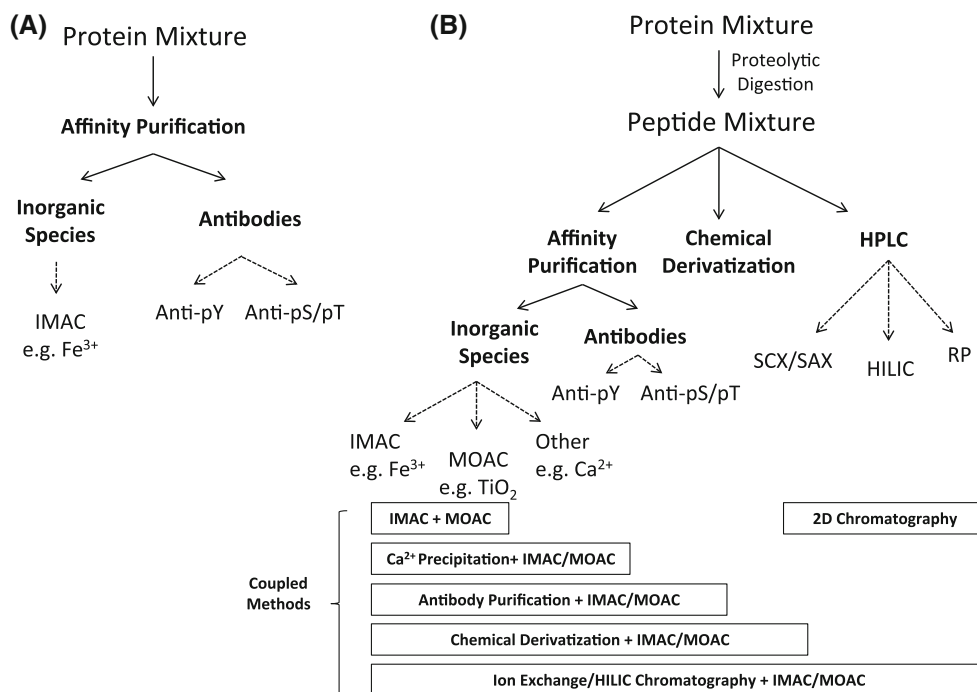 (A)
Protein Mixture
Affinity Purification
Inorganic
Species
Antibodies
IMAC
e.g. Fe³⁺
Anti-pY
Anti-pS/pT
(B)
Protein Mixture
Proteolytic
Digestion
Peptide Mixture
Affinity
Purification
Chemical
Derivatization
HPLC
Inorganic
Species
Antibodies
SCX/SAX
HILIC
RP
Anti-pY
Anti-pS/pT
IMAC
e.g. Fe³⁺
MOAC
e.g. TiO₂
Other
e.g. Ca²⁺
Coupled
Methods
IMAC + MOAC
2D Chromatography
Ca²⁺ Precipitation+ IMAC/MOAC
Antibody Purification + IMAC/MOAC
Chemical Derivatization + IMAC/MOAC
Ion Exchange/HILIC Chromatography + IMAC/MOAC